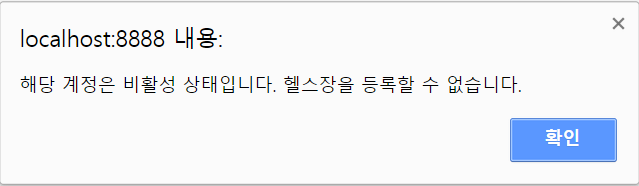 localhost:8888 내용:
해당 계정은 비활성 상태입니다. 헬스장을 등록할 수 없습니다.
확인